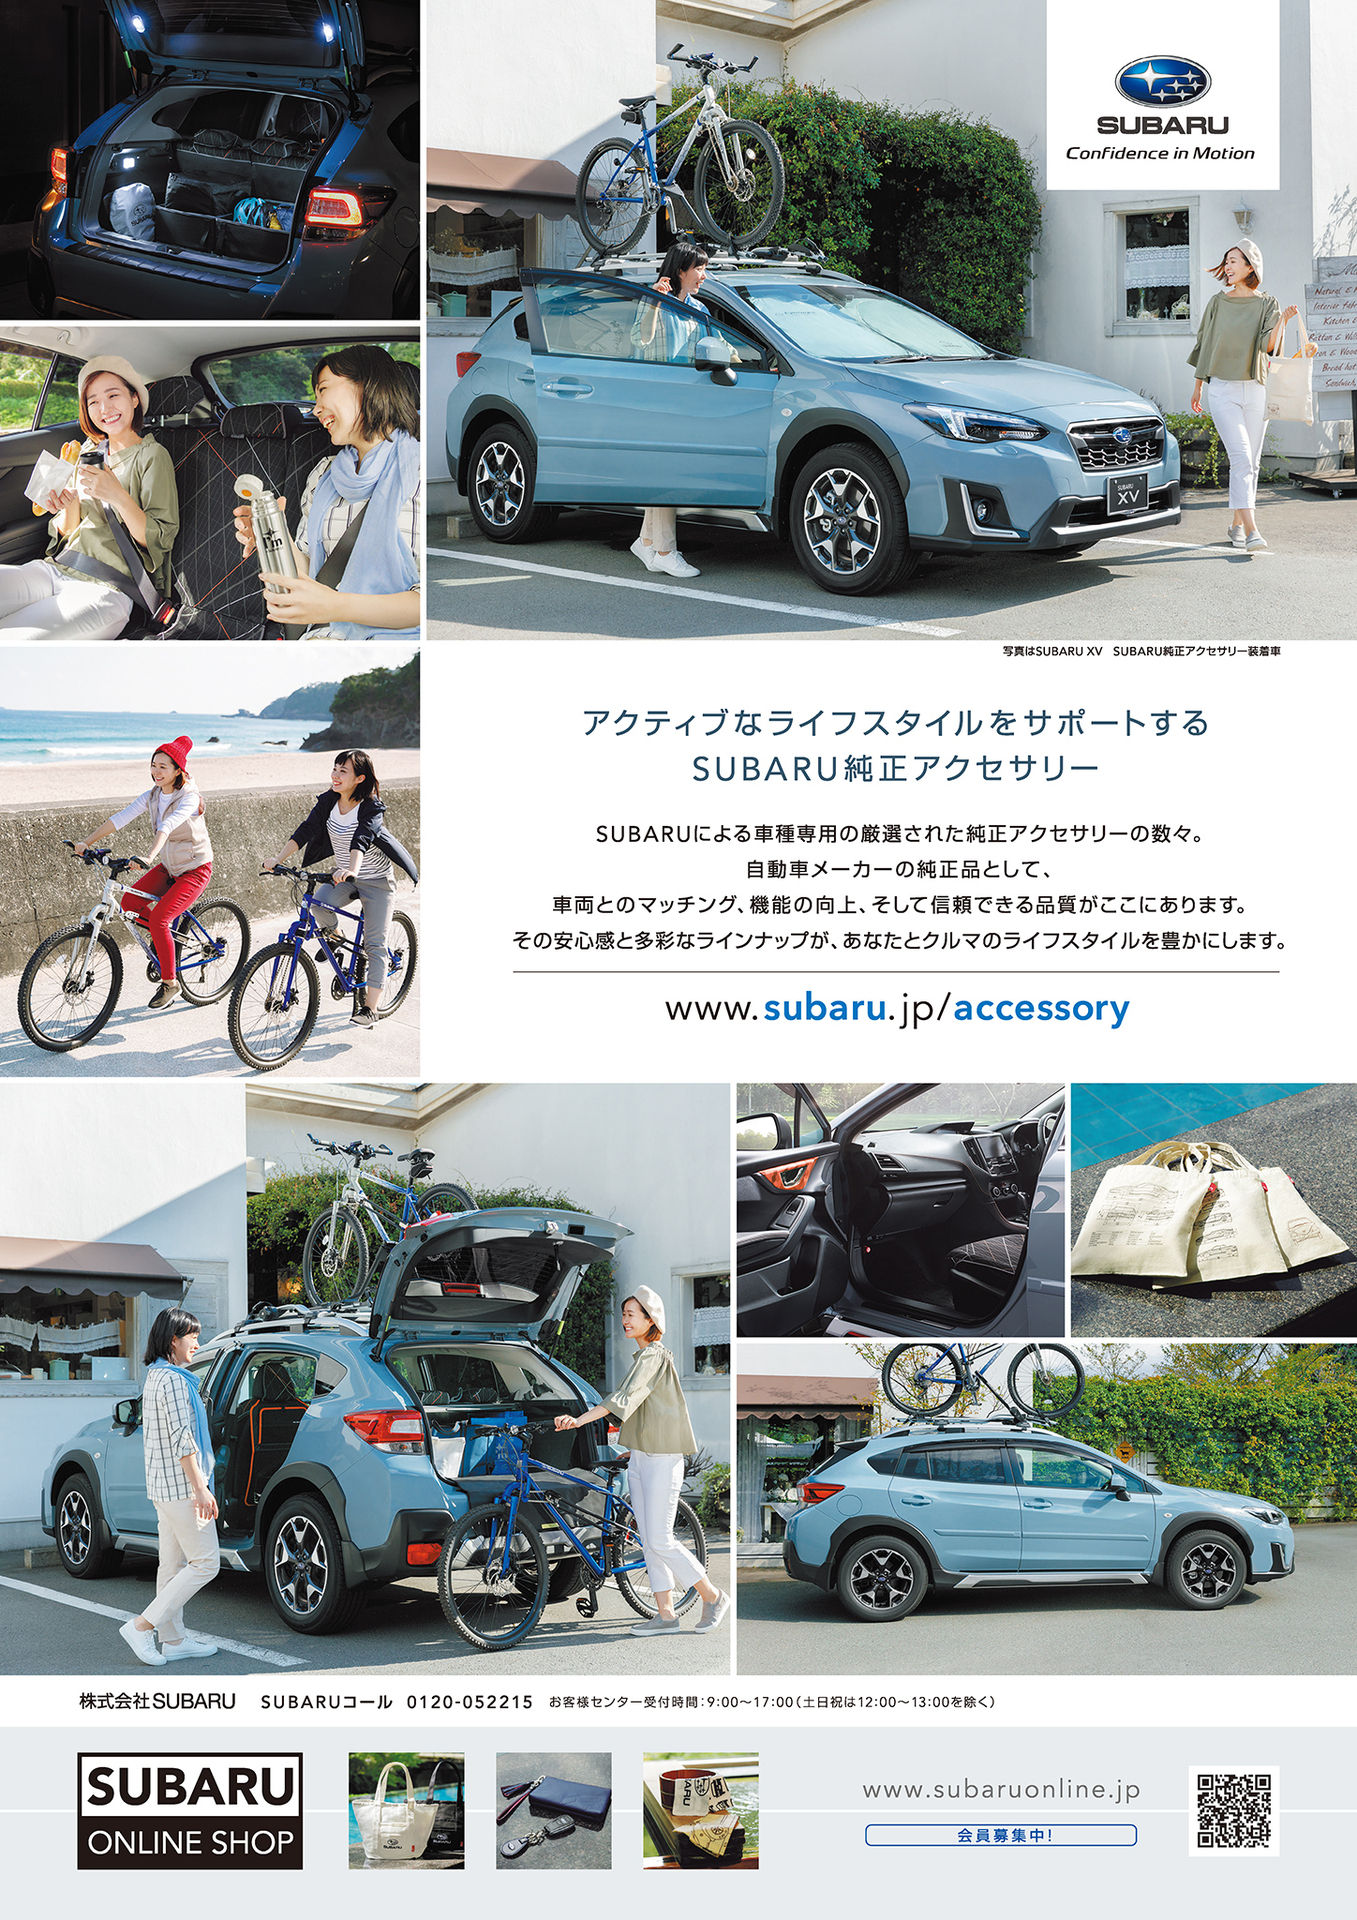 SUBARU
Confidence in Motion
Natural &
Interior fabr
Kitchen &
Bread
Sandwich,
SUBARU
XV
写真はSUBARU XV　SUBARU純正アクセサリー装着車
アクティブなライフスタイルをサポートする
SUBARU純正アクセサリー
SUBARUによる車種専用の厳選された純正アクセサリーの数々。
自動車メーカーの純正品として、
車両とのマッチング、機能の向上、そして信頼できる品質がここにあります。
その安心感と多彩なラインナップが、あなたとクルマのライフスタイルを豊かにします。
www.subaru.jp/accessory
株式会社SUBARU　SUBARUコール　0120-052215　お客様センター受付時間：9:00〜17:00（土日祝は12:00〜13:00を除く）
SUBARU
ONLINE SHOP
SUBARU
SUBARU
www.subaruonline.jp
会員募集中!